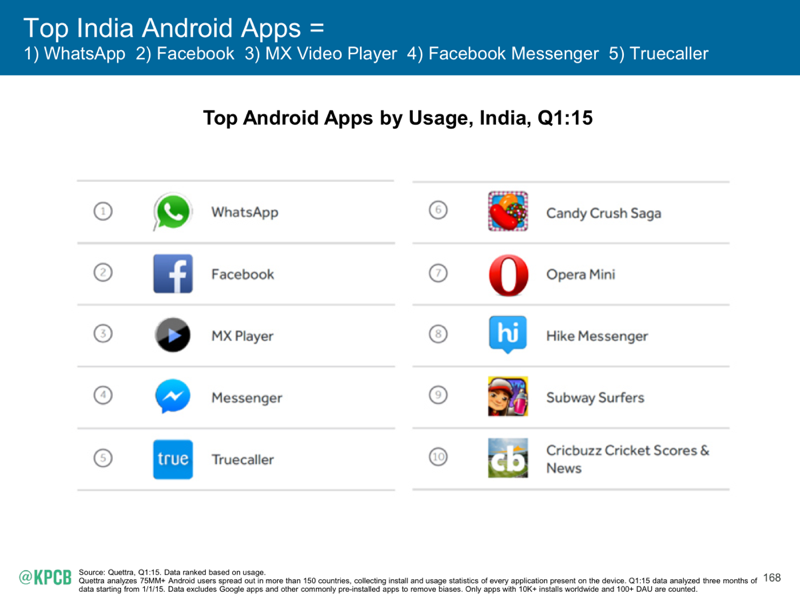 Top India Android Apps =
1) WhatsApp 2) Facebook 3) MX Video Player 4) Facebook Messenger 5) Truecaller
Top Android Apps by Usage, India, Q1:15
1 WhatsApp
2 Facebook
3 MX Player
4 Messenger
5 true Truecaller
6 Candy Crush Saga
7 Opera Mini
8 hi Hike Messenger
9 Subway Surfers
10 cb Cricbuzz Cricket Scores &
News
@KPCB
Source: Quettra, Q1:15. Data ranked based on usage.
Quettra analyzes 75MM+ Android users spread out in more than 150 countries, collecting install and usage statistics of every application present on the device. Q1:15 data analyzed three months of
data starting from 1/1/15. Data excludes Google apps and other commonly pre-installed apps to remove biases. Only apps with 10K+ installs worldwide and 100+ DAU are counted.
168